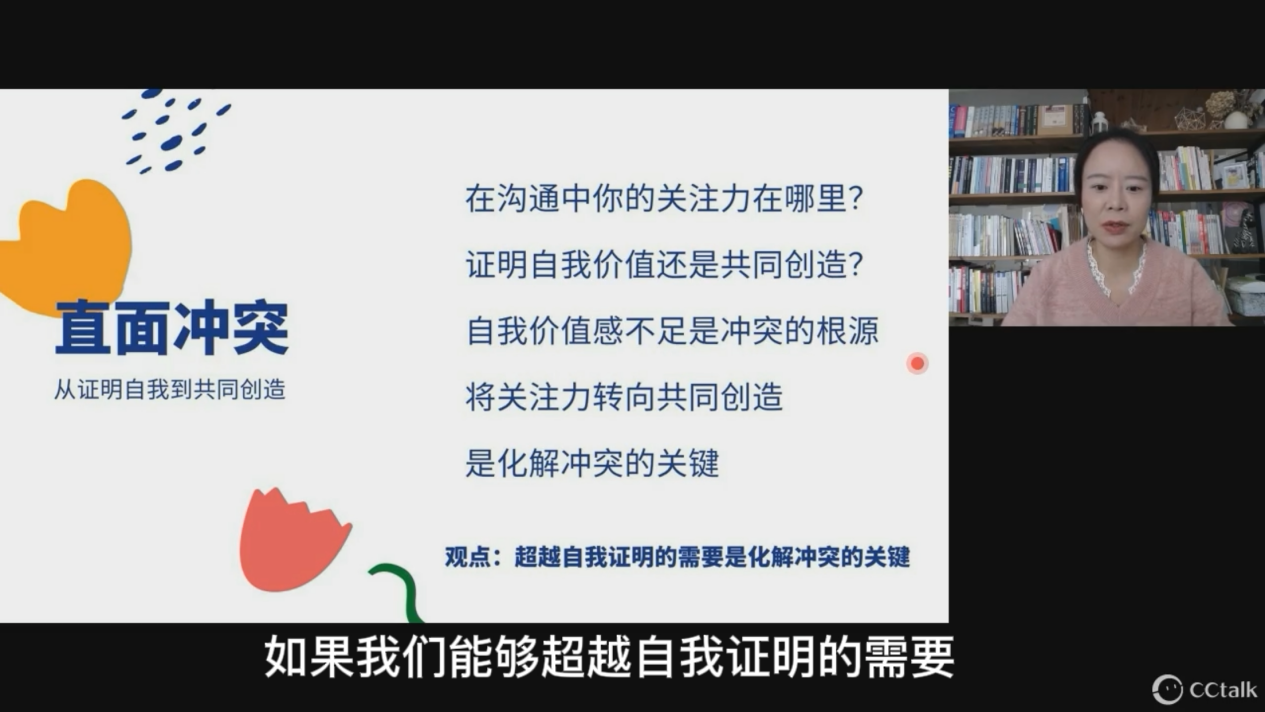 在沟通中你的关注力在哪里？
证明自我价值还是共同创造？
自我价值感不足是冲突的根源
将关注力转向共同创造
是化解冲突的关键
直面冲突
从证明自我到共同创造
观点：超越自我证明的需要是化解冲突的关键
如果我们能够超越自我证明的需要
CCtalk